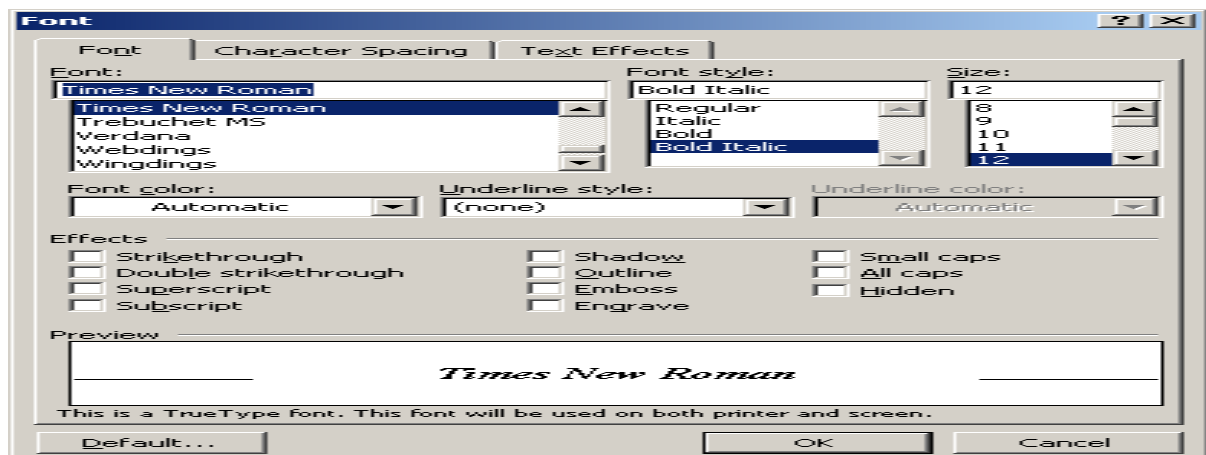 Font
Font Character Spacing Text Effects
Font: Font style: Size:
Times New Roman Bold Italic 12
Times New Roman Regular 8
Trebuchet MS Italic 9
Verdana Bold 10
Webdings Bold Italic 11
Wingdings 12
Font color: Underline style: Underline color:
Automatic (none) Automatic
Effects
Strikethrough Shadow Small caps
Double strikethrough Outline All caps
Superscript Emboss Hidden
Subscript Engrave
Preview
Times New Roman
This is a TrueType font. This font will be used on both printer and screen.
Default... OK Cancel